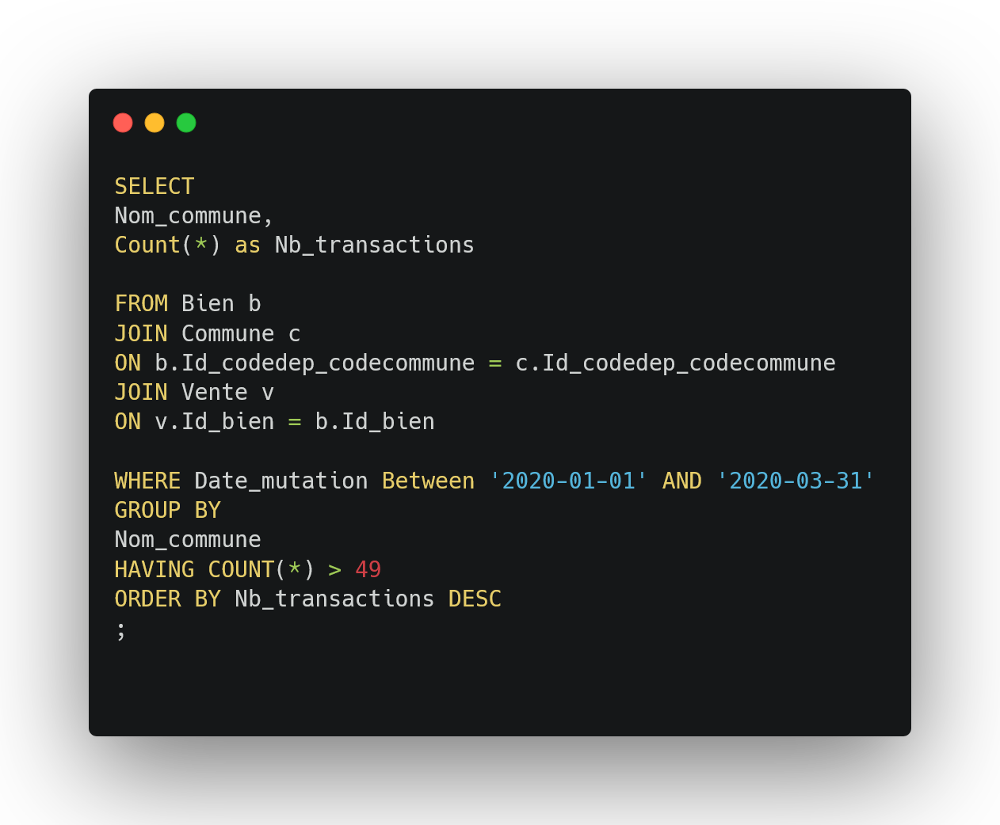 SELECT
Nom_commune,
Count(*) as Nb_transactions
FROM Bien b
JOIN Commune c
ON b.Id_codedep_codecommune = c.Id_codedep_codecommune
JOIN Vente v
ON v.Id_bien = b.Id_bien
WHERE Date_mutation Between '2020-01-01' AND '2020-03-31'
GROUP BY
Nom_commune
HAVING COUNT(*) > 49
ORDER BY Nb_transactions DESC
;